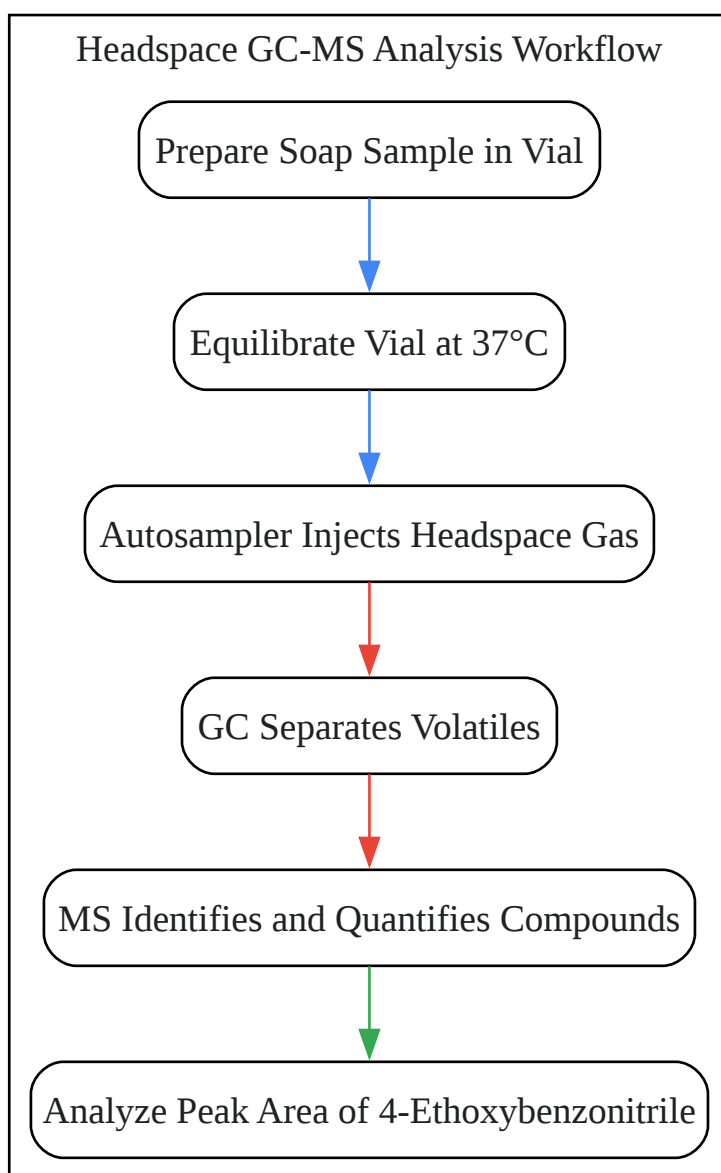 Headspace GC-MS Analysis Workflow
Prepare Soap Sample in Vial
Equilibrate Vial at 37°C
Autosampler Injects Headspace Gas
GC Separates Volatiles
MS Identifies and Quantifies Compounds
Analyze Peak Area of 4-Ethoxybenzonitrile